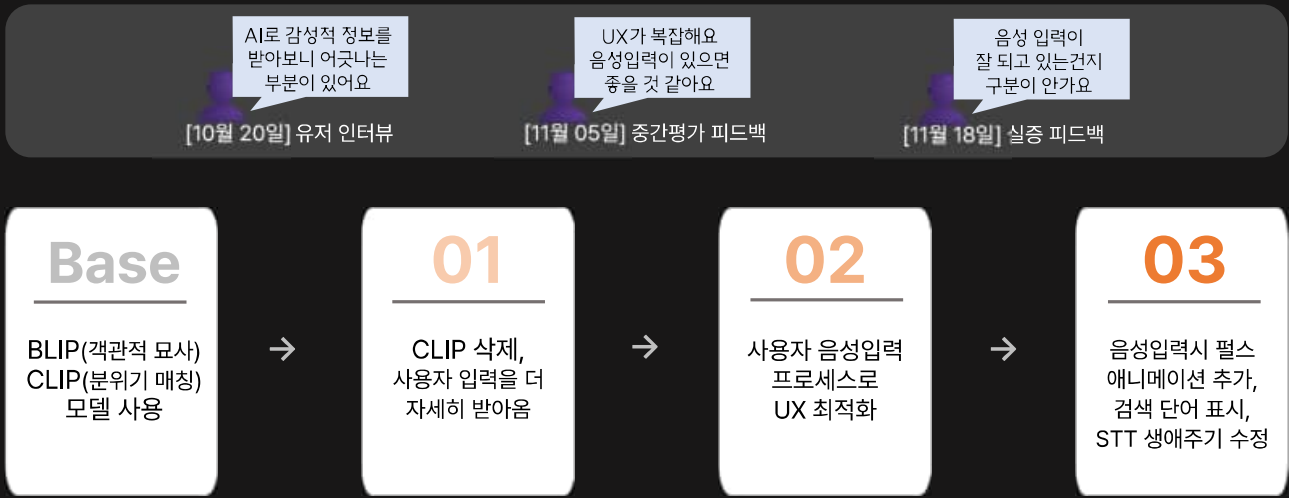 AI로 감성적 정보를
받아보니 어긋나는
부분이 있어요
[10월 20일] 유저 인터뷰
UX가 복잡해요
음성입력이 있으면
좋을 것 같아요
[11월 05일] 중간평가 피드백
음성 입력이
잘 되고 있는건지
구분이 안가요
[11월 18일] 실증 피드백
Base
BLIP(객관적 묘사)
CLIP(분위기 매칭)
모델 사용
→
01
CLIP 삭제,
사용자 입력을 더
자세히 받아옴
→
02
사용자 음성입력
프로세스로
UX 최적화
→
03
음성입력시 펄스
애니메이션 추가,
검색 단어 표시,
STT 생애주기 수정